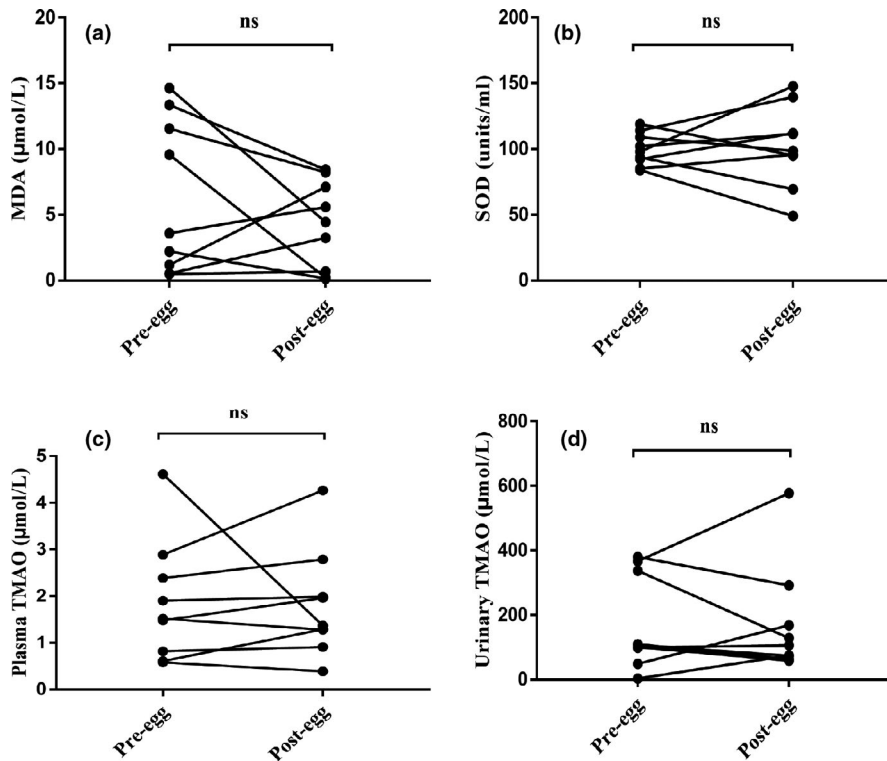 (a)
ns
MDA (µmol/L)
20
15
10
5
0
Pre-egg
Post-egg
(b)
ns
SOD (units/ml)
200
150
100
50
0
Pre-egg
Post-egg
(c)
ns
Plasma TMAO (µmol/L)
5
4
3
2
1
0
Pre-egg
Post-egg
(d)
ns
Urinary TMAO (µmol/L)
800
600
400
200
0
Pre-egg
Post-egg